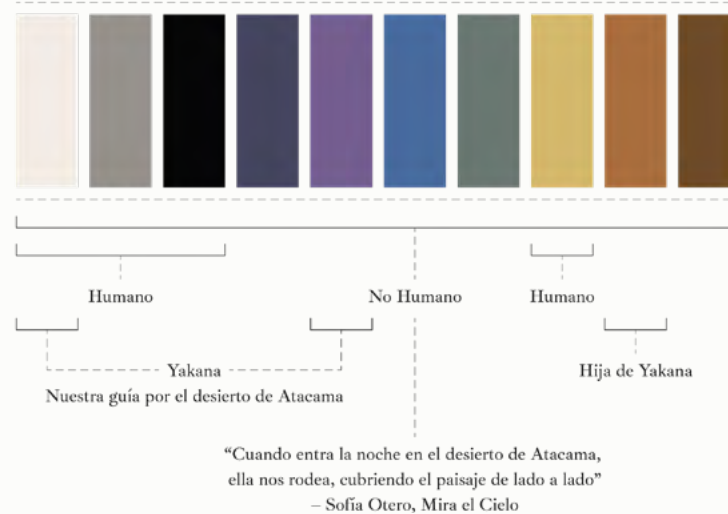 Humano
No Humano
Humano
Yakana
Nuestra guía por el desierto de Atacama
Hija de Yakana
“Cuando entra la noche en el desierto de Atacama,
ella nos rodea, cubriendo el paisaje de lado a lado”
– Sofía Otero, Mira el Cielo